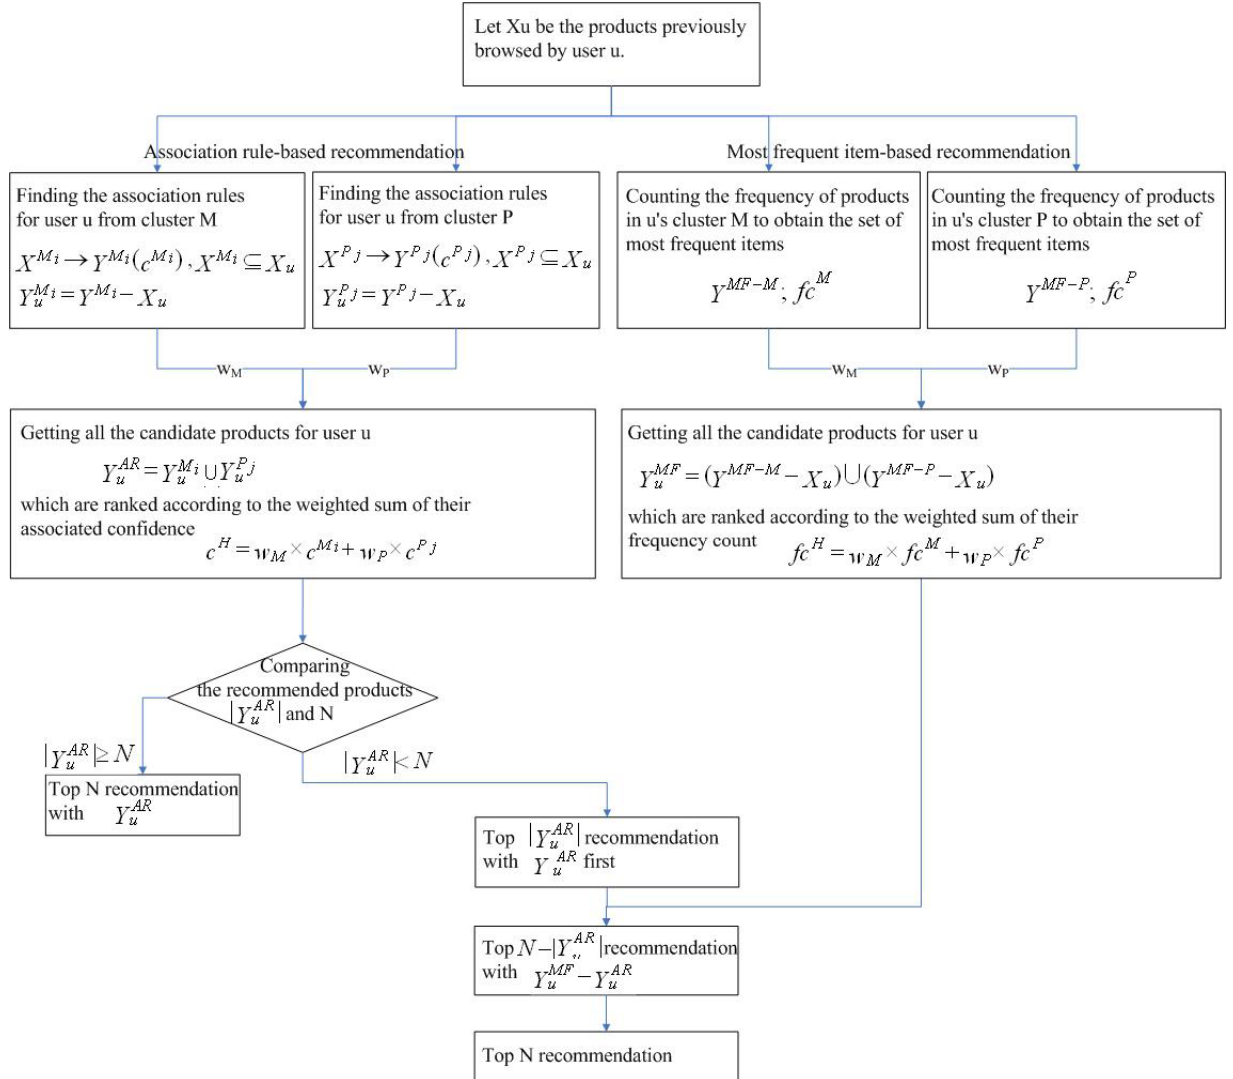 Let Xu be the products previously
browsed by user u.
Association rule-based recommendation
Most frequent item-based recommendation
Finding the association rules
for user u from cluster M
X^{Mi} → Y^{Mi}(c^{Mi}), X^{Mi} ⊆ X_u
Y_u^{Mi} = Y^{Mi} − X_u
Finding the association rules
for user u from cluster P
X^{Pj} → Y^{Pj}(c^{Pj}), X^{Pj} ⊆ X_u
Y_u^{Pj} = Y^{Pj} − X_u
Counting the frequency of products
in u's cluster M to obtain the set of
most frequent items
Y^{MF−M}; fc^M
Counting the frequency of products
in u's cluster P to obtain the set of
most frequent items
Y^{MF−P}; fc^P
w_M
w_P
w_M
w_P
Getting all the candidate products for user u
Y_u^{AR} = Y_u^{Mi} ∪ Y_u^{Pj}
which are ranked according to the weighted sum of their
associated confidence
c^H = w_M × c^{Mi} + w_P × c^{Pj}
Getting all the candidate products for user u
Y_u^{MF} = (Y^{MF−M} − X_u) ∪ (Y^{MF−P} − X_u)
which are ranked according to the weighted sum of their
frequency count
fc^H = w_M × fc^M + w_P × fc^P
Comparing
the recommended products
|Y_u^{AR}| and N
|Y_u^{AR}| ≥ N
|Y_u^{AR}| < N
Top N recommendation
with Y_u^{AR}
Top |Y_u^{AR}| recommendation
with Y_u^{AR} first
Top N−|Y_u^{AR}| recommendation
with Y_u^{MF} − Y_u^{AR}
Top N recommendation